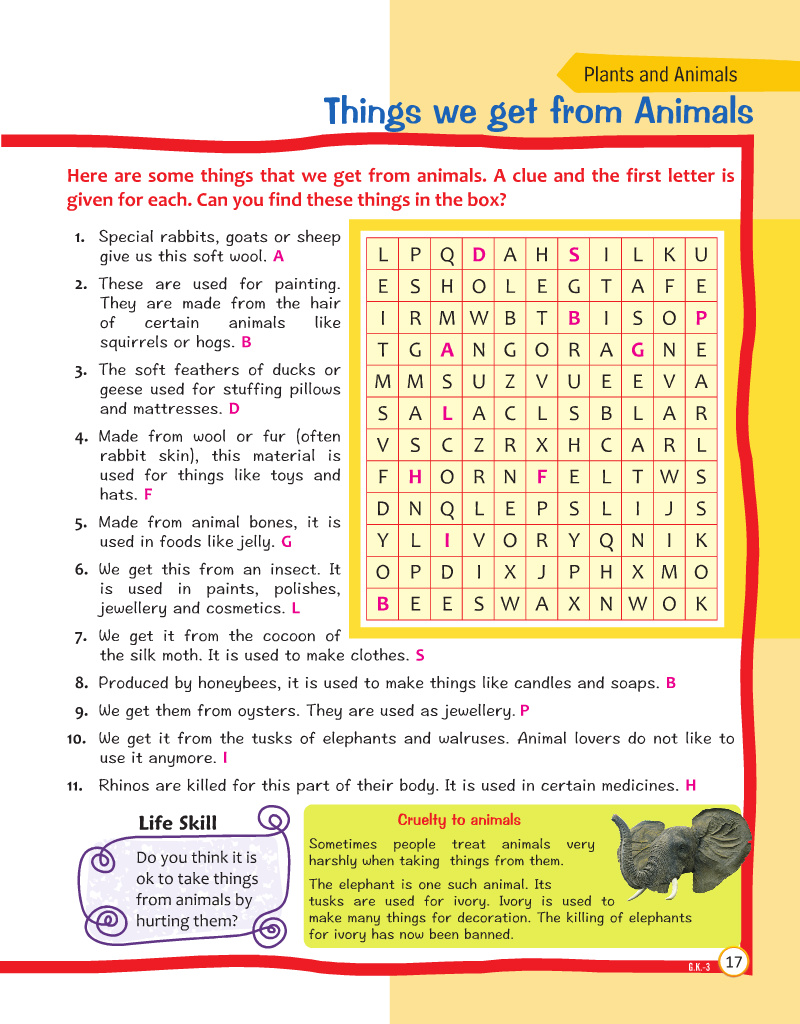 Plants and Animals
Things we get from Animals
Here are some things that we get from animals. A clue and the first letter is
given for each. Can you find these things in the box?
1. Special rabbits, goats or sheep
give us this soft wool. A
2. These are used for painting.
They are made from the hair
of certain animals like
squirrels or hogs. B
3. The soft feathers of ducks or
geese used for stuffing pillows
and mattresses. D
4. Made from wool or fur (often
rabbit skin), this material is
used for things like toys and
hats. F
5. Made from animal bones, it is
used in foods like jelly. G
6. We get this from an insect. It
is used in paints, polishes,
jewellery and cosmetics. L
7. We get it from the cocoon of
the silk moth. It is used to make clothes. S
8. Produced by honeybees, it is used to make things like candles and soaps. B
9. We get them from oysters. They are used as jewellery. P
10. We get it from the tusks of elephants and walruses. Animal lovers do not like to
use it anymore. I
11. Rhinos are killed for this part of their body. It is used in certain medicines. H
L P Q D A H S I L K U
E S H O L E G T A F E
I R M W B T B I S O P
T G A N G O R A G N E
M M S U Z V U E E V A
S A L A C L S B L A R
V S C Z R X H C A R L
F H O R N F E L T W S
D N Q L E P S L I J S
Y L I V O R Y Q N I K
O P D I X J P H X M O
B E E S W A X N W O K
Life Skill
Do you think it is
ok to take things
from animals by
hurting them?
Cruelty to animals
Sometimes people treat animals very
harshly when taking things from them.
The elephant is one such animal. Its
tusks are used for ivory. Ivory is used to
make many things for decoration. The killing of elephants
for ivory has now been banned.
G.K.-3
17